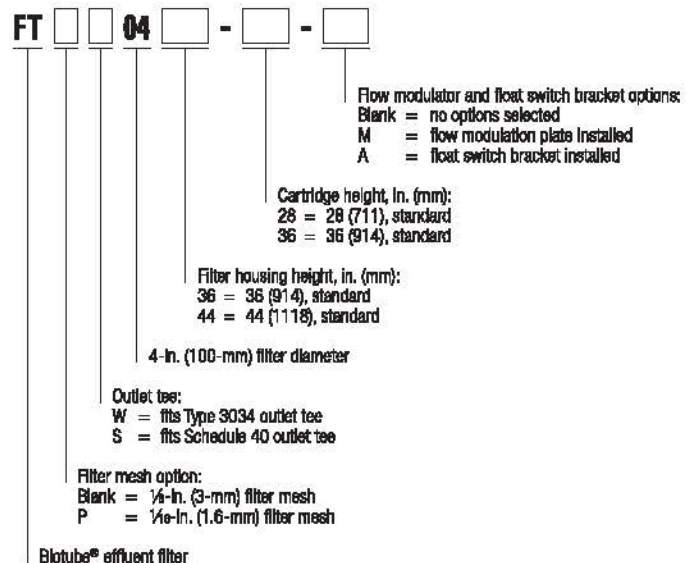 FT 04 - -
Flow modulator and float switch bracket options:
Blank = no options selected
M = flow modulation plate installed
A = float switch bracket installed
Cartridge height, in. (mm):
28 = 28 (711), standard
36 = 36 (914), standard
Filter housing height, in. (mm):
36 = 36 (914), standard
44 = 44 (1118), standard
4-in. (100-mm) filter diameter
Outlet tee:
W = fits Type 3034 outlet tee
S = fits Schedule 40 outlet tee
Filter mesh option:
Blank = 1⁄8-in. (3-mm) filter mesh
P = 1⁄16-in. (1.6-mm) filter mesh
Biotube® effluent filter